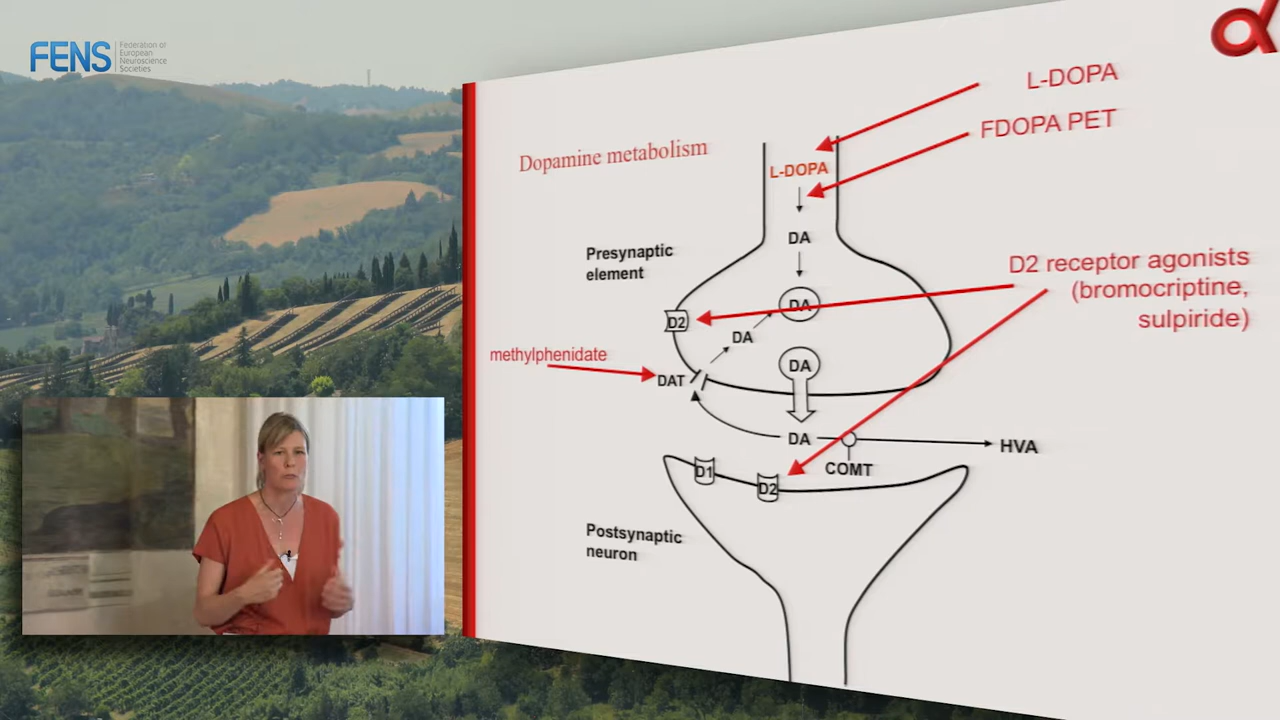 FENS
Federation of
European
Neuroscience
Societies
Dopamine metabolism
L-DOPA
FDOPA PET
L-DOPA
DA
Presynaptic
element
D2 receptor agonists
(bromocriptine,
sulpiride)
DA
D2
DA
methylphenidate
DAT
DA
DA
HVA
COMT
D1
D2
Postsynaptic
neuron